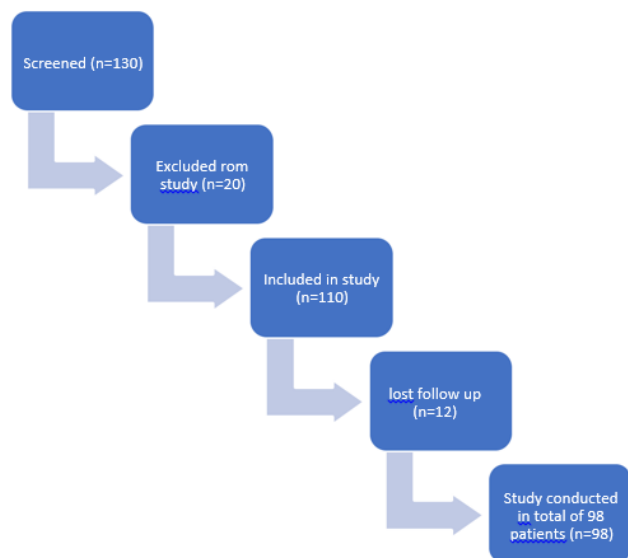 Screened (n=130)
Excluded rom
study (n=20)
Included in study
(n=110)
lost follow up
(n=12)
Study conducted
in total of 98
patients (n=98)